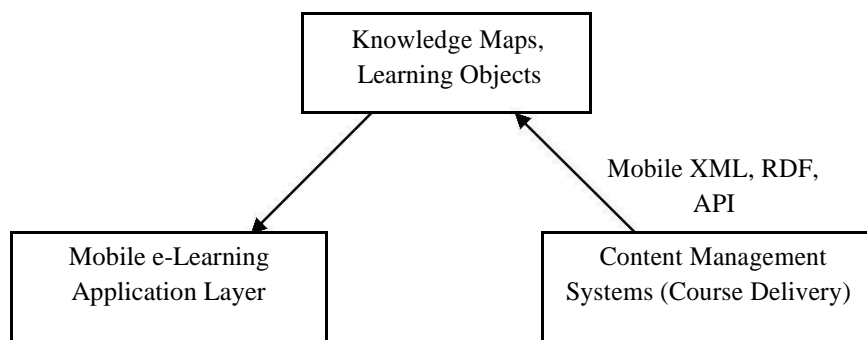 Knowledge Maps,
Learning Objects
Mobile XML, RDF,
API
Mobile e-Learning
Application Layer
Content Management
Systems (Course Delivery)